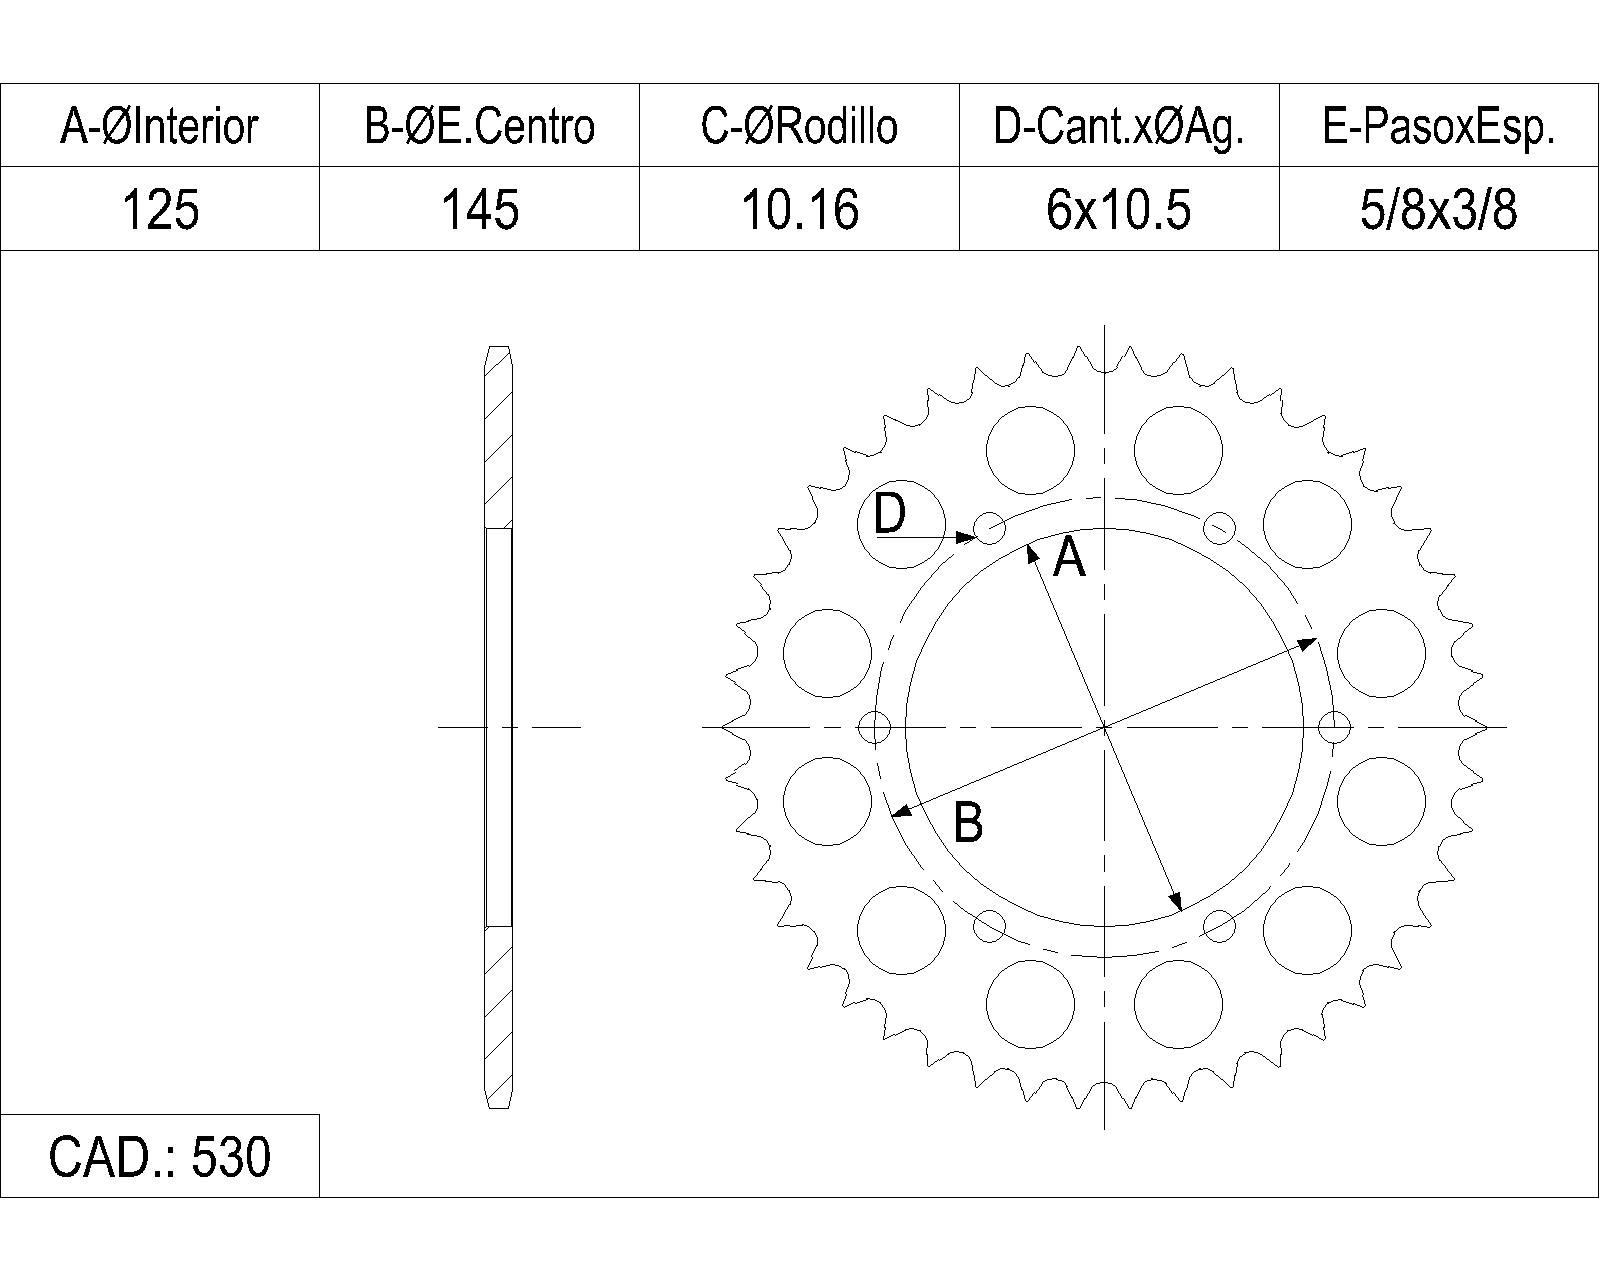 A-ØInterior B-ØE.Centro C-ØRodillo D-Cant.xØAg. E-PasoxEsp.
125 145 10.16 6x10.5 5/8x3/8
D
A
B
CAD.: 530